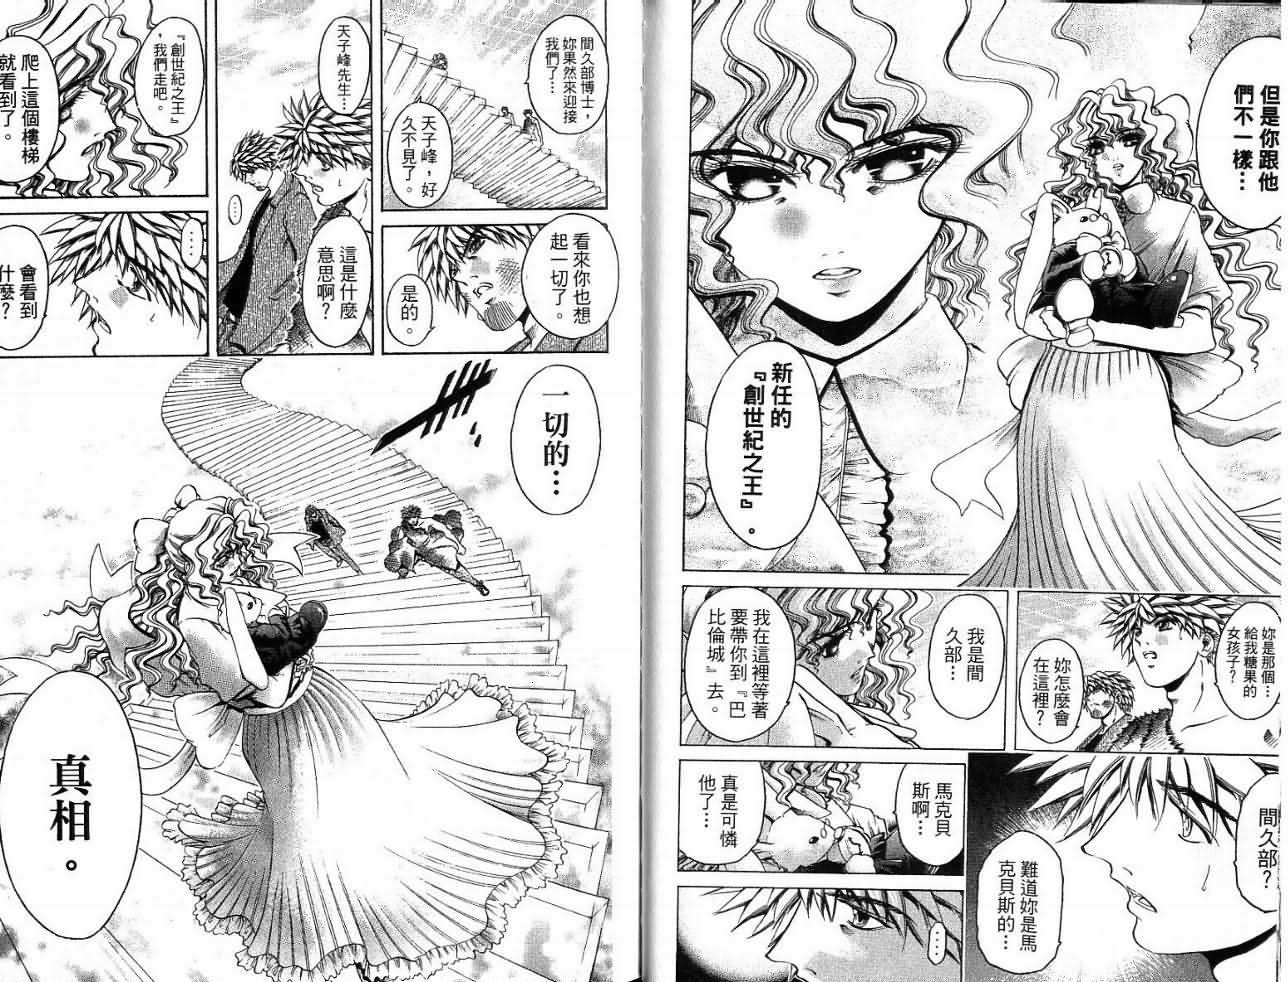 但是你跟他
們不一樣…
新任的
『創世紀之王』。
妳是那個…
給我糖果的
女孩子?
妳怎麼會
在這裡?
我是間
久部…
我在這裡等著
要帶你到『巴
比倫城』去。
間久部?
難道妳是馬
克貝斯的…
馬克貝
斯啊…
真是可憐
他了…
…
間久部博士,
妳果然來迎接
我們了…
天子峰,好
久不見了。
看來你也想
起一切了。
是的。
天子峰先生…
這是什麼
意思啊?
…
『創世紀之王』
,我們走吧。
爬上這個樓梯
就看到了。
…
會看到
什麼?
一切的…
真相。